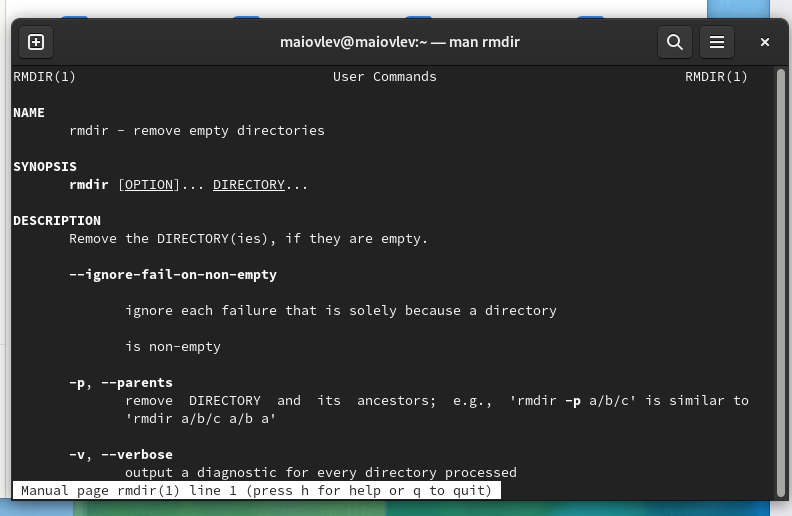 maiovlev@maiovlev:~ — man rmdir
RMDIR(1) User Commands RMDIR(1)
NAME
rmdir - remove empty directories
SYNOPSIS
rmdir [OPTION]... DIRECTORY...
DESCRIPTION
Remove the DIRECTORY(ies), if they are empty.
--ignore-fail-on-non-empty
ignore each failure that is solely because a directory
is non-empty
-p, --parents
remove DIRECTORY and its ancestors; e.g., 'rmdir -p a/b/c' is similar to
'rmdir a/b/c a/b a'
-v, --verbose
output a diagnostic for every directory processed
Manual page rmdir(1) line 1 (press h for help or q to quit)